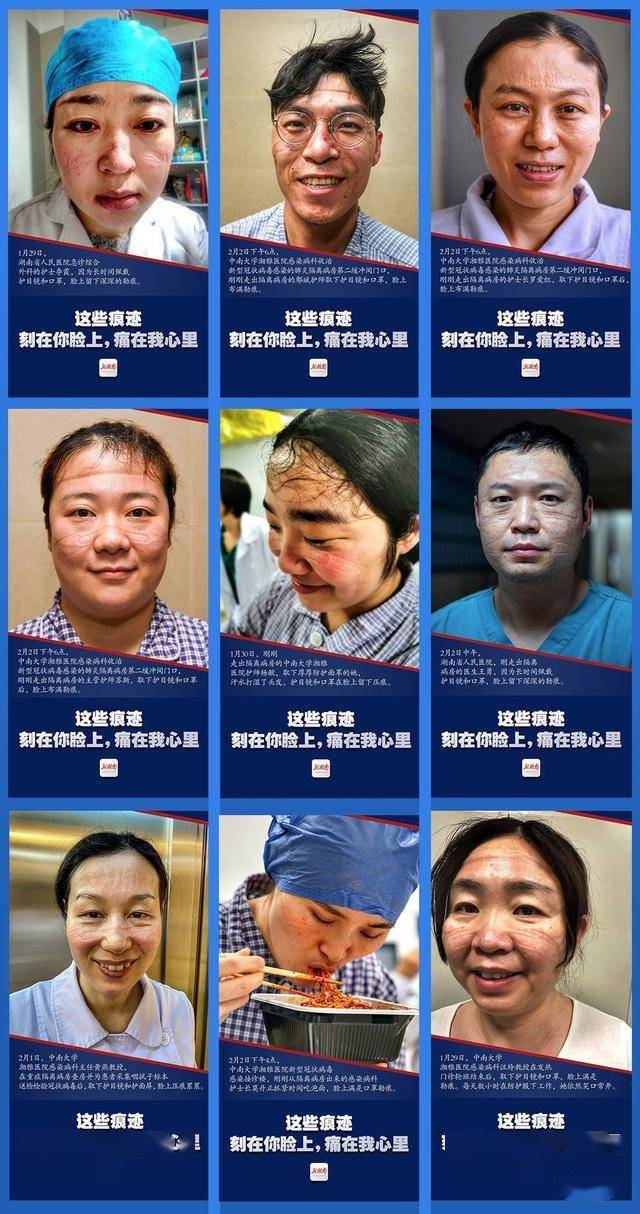 1月29日，
湖南省人民医院急诊综合
外科的护士李霞，因为长时间佩戴
护目镜和口罩，脸上留下深深的勒痕。
这些痕迹
刻在你脸上，痛在我心里
新湖南
2月2日下午6点，
中南大学湘雅医院感染病科收治
新型冠状病毒感染的肺炎隔离病房第二缓冲间门口，
刚刚走出隔离病房的鄢斌护师取下护目镜和口罩，脸上
布满勒痕。
这些痕迹
刻在你脸上，痛在我心里
新湖南
2月2日下午6点，
中南大学湘雅医院感染病科收治
新型冠状病毒感染的肺炎隔离病房第二缓冲间门口，
刚刚走出隔离病房的护士长罗爱红，取下护目镜和口罩后，
脸上布满勒痕。
这些痕迹
刻在你脸上，痛在我心里
新湖南
2月2日下午6点，
中南大学湘雅医院感染病科收治
新型冠状病毒感染的肺炎隔离病房第二缓冲间门口，
刚刚走出隔离病房的主管护师苏斯，取下护目镜和口罩
后，脸上布满勒痕。
这些痕迹
刻在你脸上，痛在我心里
新湖南
1月30日，刚刚
走出隔离病房的中南大学湘雅
医院护师杨敏，取下厚厚防护面罩的她，
汗水打湿了头发，护目镜和口罩在脸上留下压痕。
这些痕迹
刻在你脸上，痛在我心里
新湖南
2月2日中午，
湖南省人民医院，刚走出隔离
病房的医生王勇，因为长时间佩戴
护目镜和口罩，脸上留下深深的勒痕。
这些痕迹
刻在你脸上，痛在我心里
新湖南
2月1日，中南大学
湘雅医院感染病科主任黄燕教授，
在重症隔离病房查房并为患者采集咽拭子标本
送检检验冠状病毒后，取下护目镜和护面屏，脸上压痕累累。
这些痕迹
2月2日下午4点，
中南大学湘雅医院新型冠状病毒
感染接诊楼，刚刚从隔离病房出来的感染病科
护士长莫丹正抓紧时间吃泡面，脸上满是口罩勒痕。
这些痕迹
刻在你脸上，痛在我心里
新湖南
1月29日，中南大学
湘雅医院感染病科江玲教授在发热
门诊轮班结束后，取下护目镜和口罩，脸上满是
勒痕。每天数小时在防护服下工作，她依然笑口常开。
这些痕迹